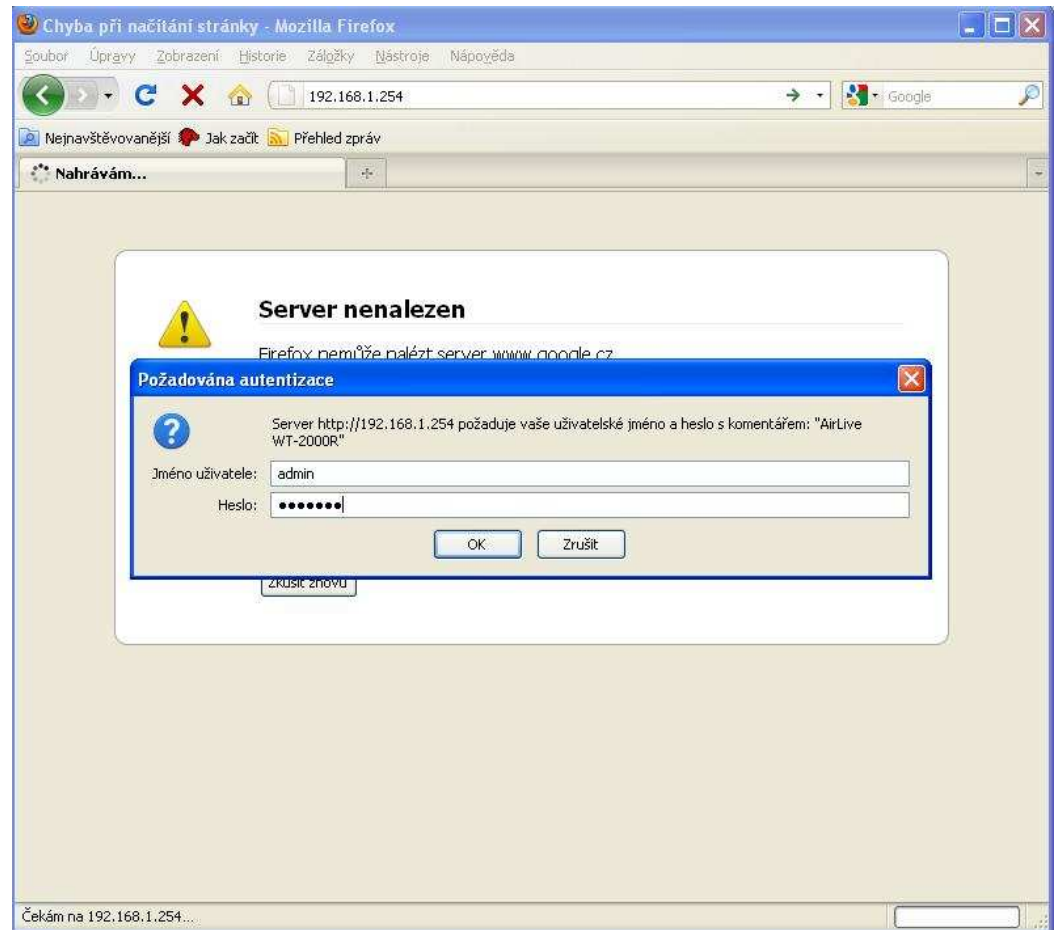 Chyba při načítání stránky - Mozilla Firefox
Soubor Úpravy Zobrazení Historie Záložky Nástroje Nápověda
192.168.1.254
Google
Nejnavštěvovanější Jak začít Přehled zpráv
Nahrávám...
Server nenalezen
Firefox nemůže nalézt server www.google.cz
Požadována autentizace
Server http://192.168.1.254 požaduje vaše uživatelské jméno a heslo s komentářem: "AirLive
WT-2000R"
Jméno uživatele: admin
Heslo: •••••••
OK Zrušit
Zkusit znovu
Čekám na 192.168.1.254...